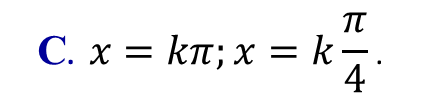 C. x = kπ; x = k π/4.